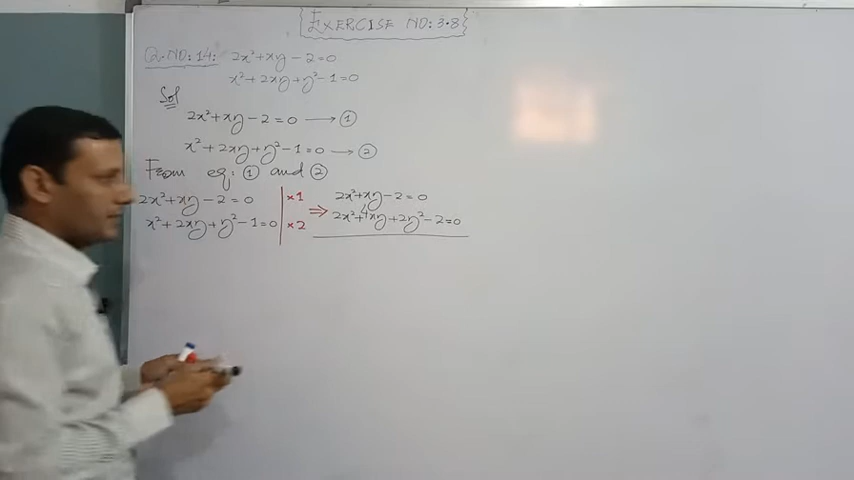 EXERCISE NO: 3.8
Q.NO: 14: 2x²+xy-2=0
x²+2xy+y²-1=0
Sol
2x²+xy-2=0 → ①
x²+2xy+y²-1=0 → ②
From eq: ① and ②
2x²+xy-2=0 | ×1 ⇒ 2x²+xy-2=0
x²+2xy+y²-1=0 | ×2 2x²+4xy+2y²-2=0